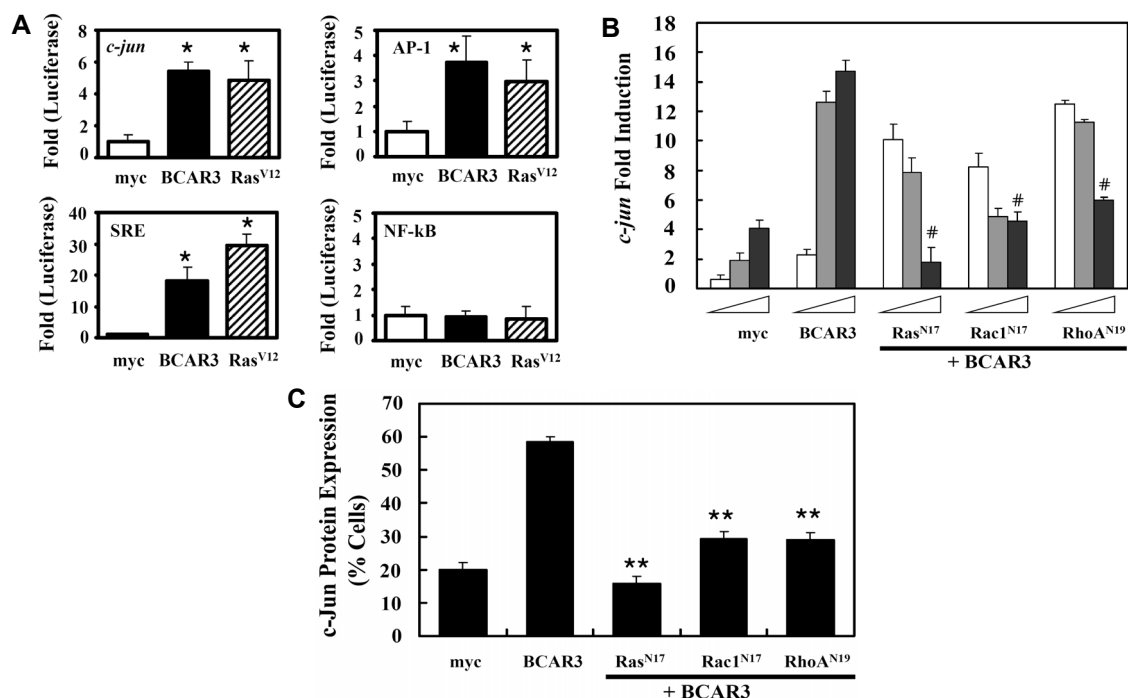 A
c-jun
Fold (Luciferase)
8
6
4
2
0
myc BCAR3 Ras^V12
* *
AP-1
Fold (Luciferase)
5
4
3
2
1
0
myc BCAR3 Ras^V12
* *
SRE
Fold (Luciferase)
40
30
20
10
0
myc BCAR3 Ras^V12
* *
NF-kB
Fold (Luciferase)
5
4
3
2
1
0
myc BCAR3 Ras^V12
B
c-jun Fold Induction
18
16
14
12
10
8
6
4
2
0
# # #
myc BCAR3 Ras^N17 Rac1^N17 RhoA^N19
+ BCAR3
C
c-Jun Protein Expression
(% Cells)
70
60
50
40
30
20
10
0
** ** **
myc BCAR3 Ras^N17 Rac1^N17 RhoA^N19
+ BCAR3